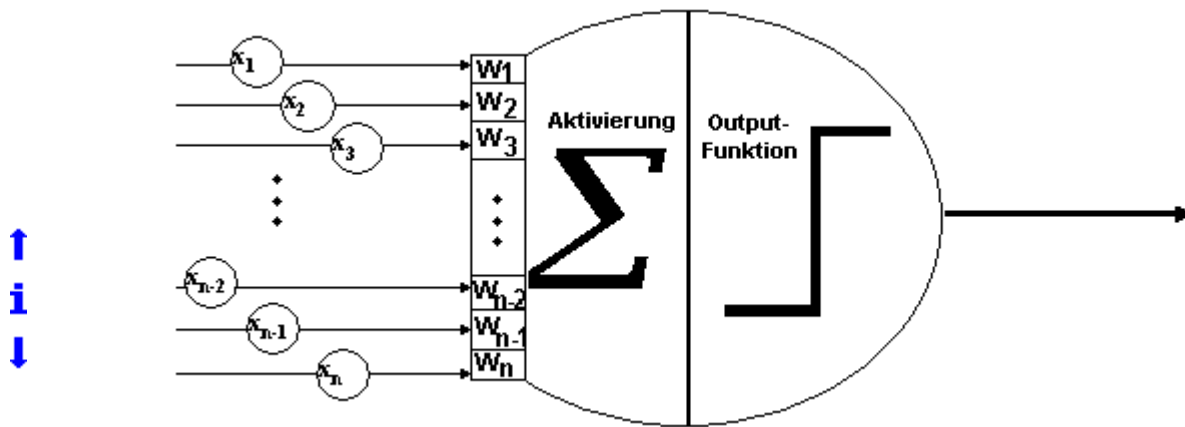 x1
W1
x2
W2
x3
W3
Aktivierung
Output-
Funktion
Σ
i
xn-2
Wn-2
xn-1
Wn-1
xn
Wn